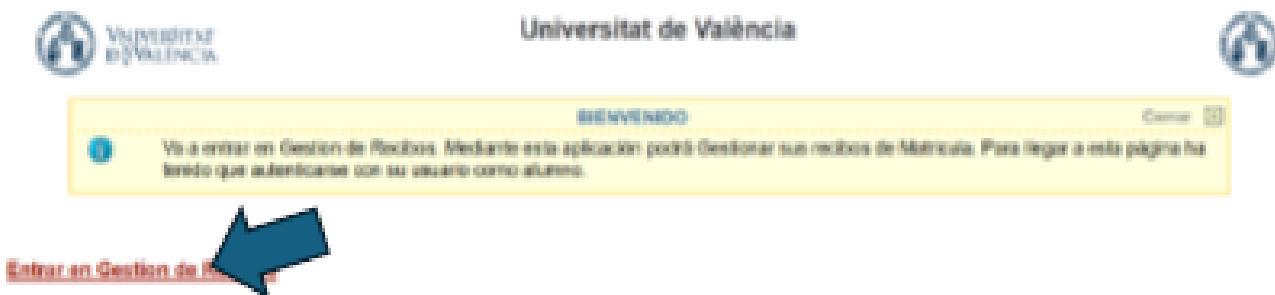 VNIVERSITAT
Universitat de València
BIENVENIDO
Cerrar
Va a entrar en Gestion de Recibos. Mediante esta aplicación podrá Gestionar sus recibos de Matricula. Para llegar a esta página ha
tenido que autenticarse con su usuario como alumno.
Entrar en Gestion de